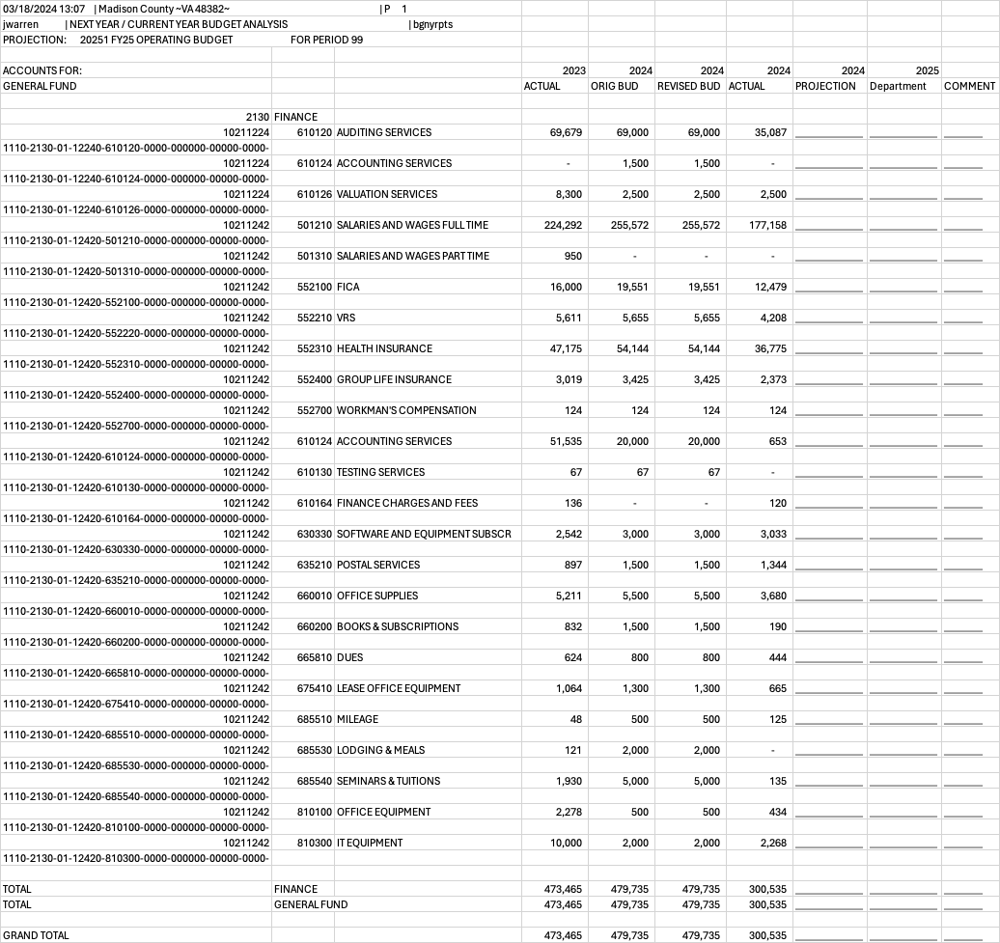 03/18/2024 13:07 |Madison County ~VA 48382~ |P 1
jwarren |NEXT YEAR / CURRENT YEAR BUDGET ANALYSIS |bgnyrpts
PROJECTION: 20251 FY25 OPERATING BUDGET FOR PERIOD 99
ACCOUNTS FOR: 2023 2024 2024 2024 2024 2025
GENERAL FUND ACTUAL ORIG BUD REVISED BUD ACTUAL PROJECTION Department COMMENT
2130 FINANCE
10211224 610120 AUDITING SERVICES 69,679 69,000 69,000 35,087
1110-2130-01-12240-610120-0000-000000-00000-0000-
10211224 610124 ACCOUNTING SERVICES - 1,500 1,500 -
1110-2130-01-12240-610124-0000-000000-00000-0000-
10211224 610126 VALUATION SERVICES 8,300 2,500 2,500 2,500
1110-2130-01-12240-610126-0000-000000-00000-0000-
10211242 501210 SALARIES AND WAGES FULL TIME 224,292 255,572 255,572 177,158
1110-2130-01-12420-501210-0000-000000-00000-0000-
10211242 501310 SALARIES AND WAGES PART TIME 950 - - -
1110-2130-01-12420-501310-0000-000000-00000-0000-
10211242 552100 FICA 16,000 19,551 19,551 12,479
1110-2130-01-12420-552100-0000-000000-00000-0000-
10211242 552210 VRS 5,611 5,655 5,655 4,208
1110-2130-01-12420-552220-0000-000000-00000-0000-
10211242 552310 HEALTH INSURANCE 47,175 54,144 54,144 36,775
1110-2130-01-12420-552310-0000-000000-00000-0000-
10211242 552400 GROUP LIFE INSURANCE 3,019 3,425 3,425 2,373
1110-2130-01-12420-552400-0000-000000-00000-0000-
10211242 552700 WORKMAN'S COMPENSATION 124 124 124 124
1110-2130-01-12420-552700-0000-000000-00000-0000-
10211242 610124 ACCOUNTING SERVICES 51,535 20,000 20,000 653
1110-2130-01-12420-610124-0000-000000-00000-0000-
10211242 610130 TESTING SERVICES 67 67 67 -
1110-2130-01-12420-610130-0000-000000-00000-0000-
10211242 610164 FINANCE CHARGES AND FEES 136 - - 120
1110-2130-01-12420-610164-0000-000000-00000-0000-
10211242 630330 SOFTWARE AND EQUIPMENT SUBSCR 2,542 3,000 3,000 3,033
1110-2130-01-12420-630330-0000-000000-00000-0000-
10211242 635210 POSTAL SERVICES 897 1,500 1,500 1,344
1110-2130-01-12420-635210-0000-000000-00000-0000-
10211242 660010 OFFICE SUPPLIES 5,211 5,500 5,500 3,680
1110-2130-01-12420-660010-0000-000000-00000-0000-
10211242 660200 BOOKS & SUBSCRIPTIONS 832 1,500 1,500 190
1110-2130-01-12420-660200-0000-000000-00000-0000-
10211242 665810 DUES 624 800 800 444
1110-2130-01-12420-665810-0000-000000-00000-0000-
10211242 675410 LEASE OFFICE EQUIPMENT 1,064 1,300 1,300 665
1110-2130-01-12420-675410-0000-000000-00000-0000-
10211242 685510 MILEAGE 48 500 500 125
1110-2130-01-12420-685510-0000-000000-00000-0000-
10211242 685530 LODGING & MEALS 121 2,000 2,000 -
1110-2130-01-12420-685530-0000-000000-00000-0000-
10211242 685540 SEMINARS & TUITIONS 1,930 5,000 5,000 135
1110-2130-01-12420-685540-0000-000000-00000-0000-
10211242 810100 OFFICE EQUIPMENT 2,278 500 500 434
1110-2130-01-12420-810100-0000-000000-00000-0000-
10211242 810300 IT EQUIPMENT 10,000 2,000 2,000 2,268
1110-2130-01-12420-810300-0000-000000-00000-0000-
TOTAL FINANCE 473,465 479,735 479,735 300,535
TOTAL GENERAL FUND 473,465 479,735 479,735 300,535
GRAND TOTAL 473,465 479,735 479,735 300,535